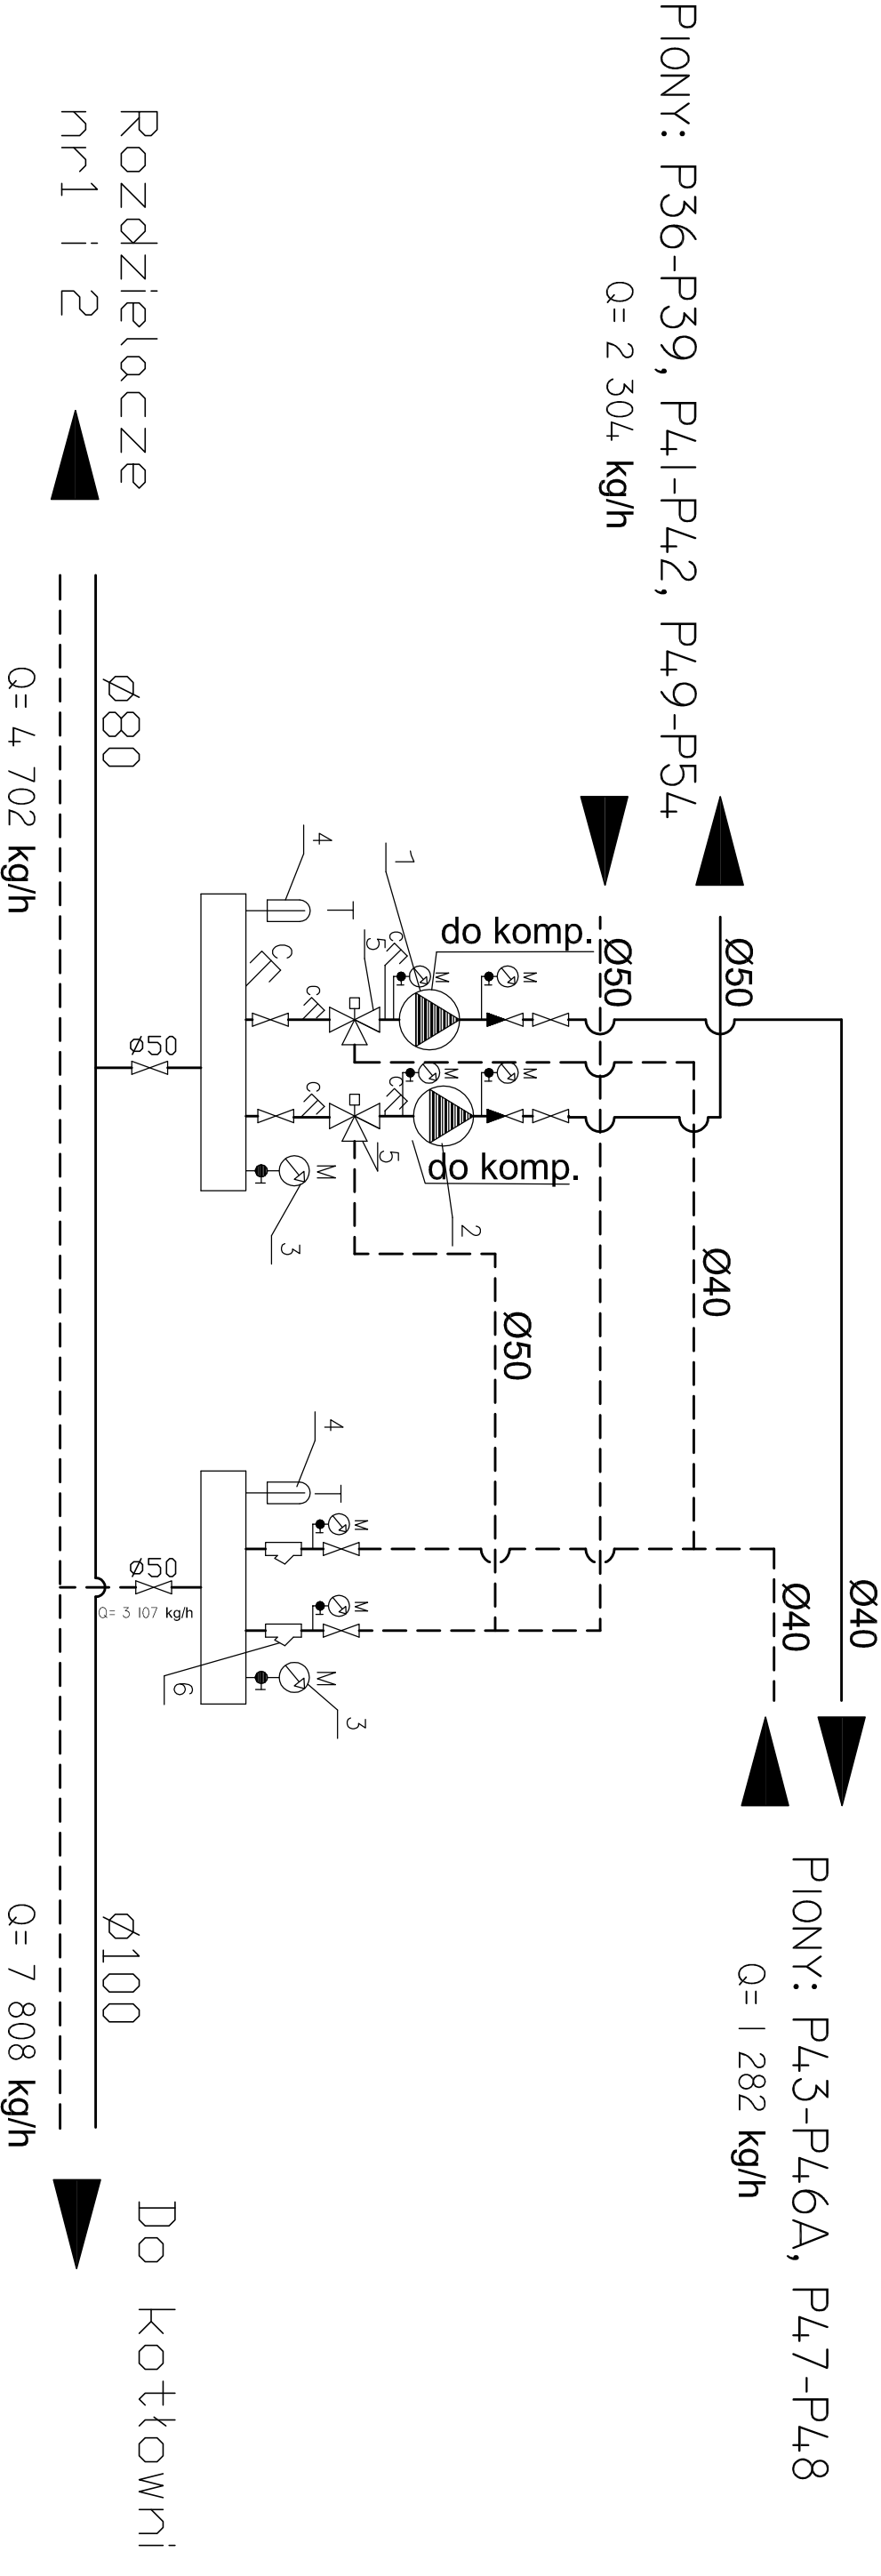 PIONY: P36-P39, P41-P42, P49-P54
Q= 2 304 kg/h
Rozdzielacze
nr1 i 2
Ø50
Ø50
do komp.
do komp.
Ø40
Ø50
Ø40
Ø40
PIONY: P43-P46A, P47-P48
Q= 1 282 kg/h
4
T
C
1
5
C
C
M
M
C
C
M
M
5
2
M
3
4
T
M
M
M
3
6
Ø80
Ø50
Ø50
Q= 3 107 kg/h
Ø100
Q= 4 702 kg/h
Q= 7 808 kg/h
Do kotłowni